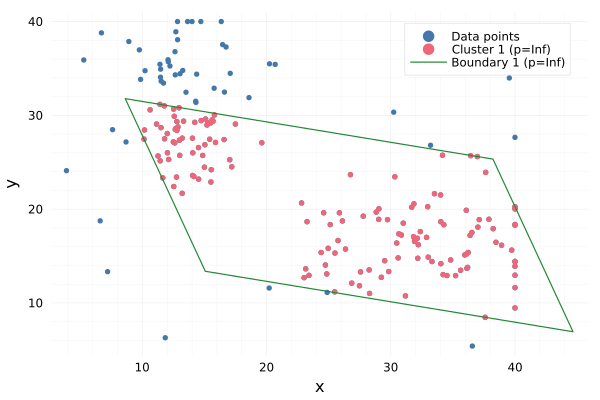 40
30
20
10
y
Data points
Cluster 1 (p=Inf)
Boundary 1 (p=Inf)
10 20 30 40
x